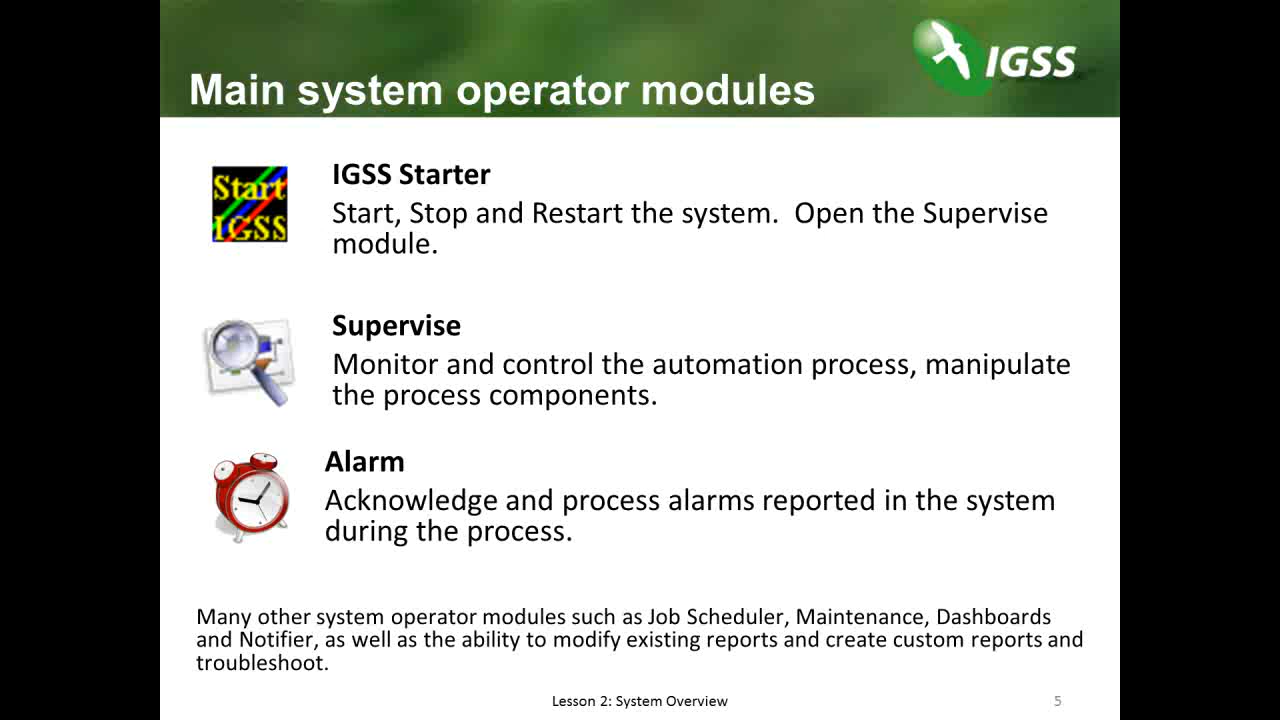 IGSS
Main system operator modules
Start
IGSS
IGSS Starter
Start, Stop and Restart the system.  Open the Supervise
module.
Supervise
Monitor and control the automation process, manipulate
the process components.
Alarm
Acknowledge and process alarms reported in the system
during the process.
Many other system operator modules such as Job Scheduler, Maintenance, Dashboards
and Notifier, as well as the ability to modify existing reports and create custom reports and
troubleshoot.
Lesson 2: System Overview
5